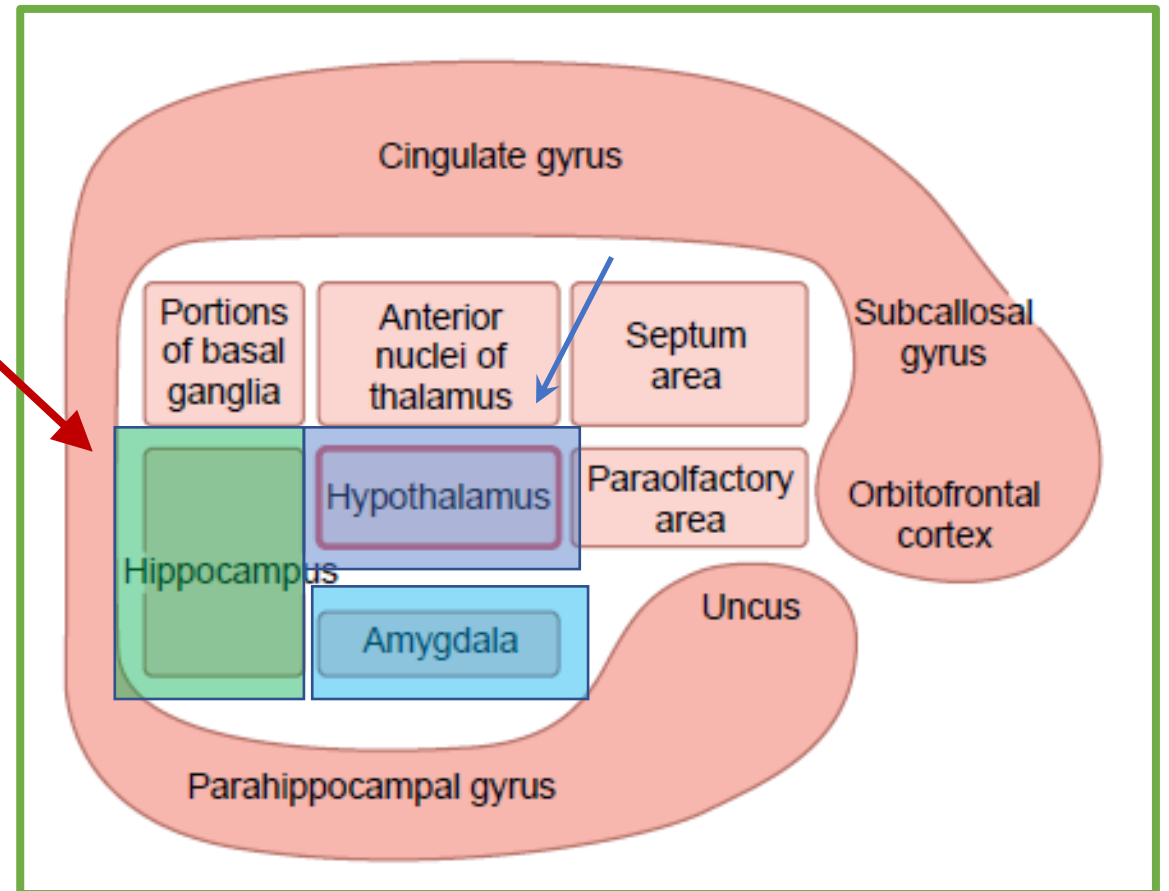 Cingulate gyrus
Portions
of basal
ganglia
Anterior
nuclei of
thalamus
Septum
area
Subcallosal
gyrus
Hypothalamus
Paraolfactory
area
Orbitofrontal
cortex
Hippocampus
Amygdala
Uncus
Parahippocampal gyrus